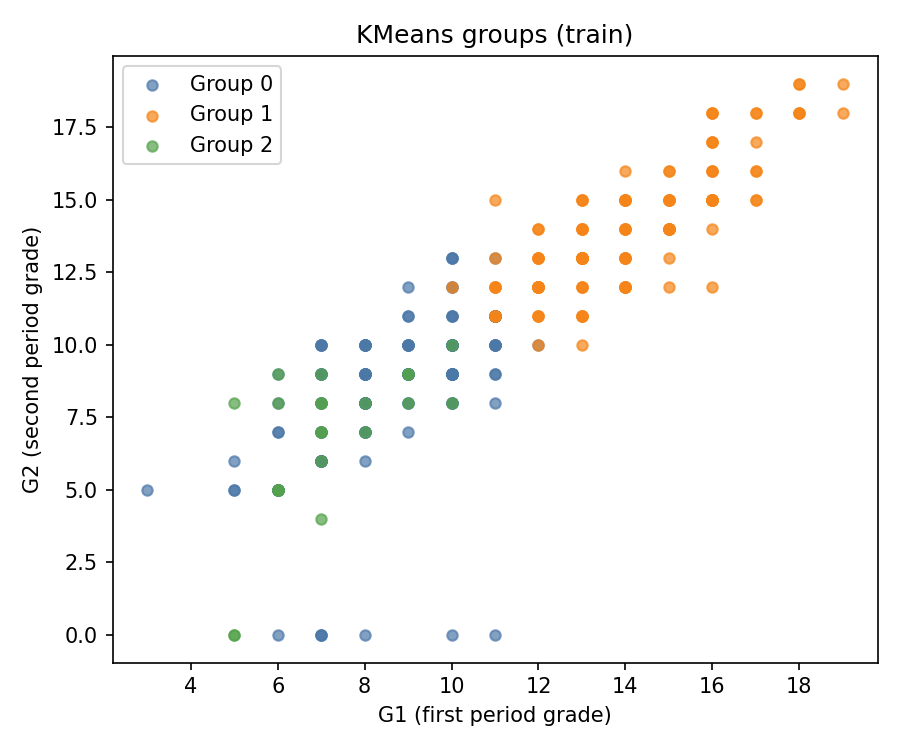 KMeans groups (train)
Group 0
Group 1
Group 2
G2 (second period grade)
17.5
15.0
12.5
10.0
7.5
5.0
2.5
0.0
4 6 8 10 12 14 16 18
G1 (first period grade)